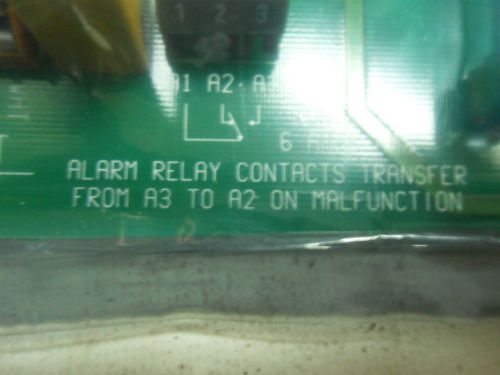 1 2 3
A1 A2 A3
6
ALARM RELAY CONTACTS TRANSFER
FROM A3 TO A2 ON MALFUNCTION